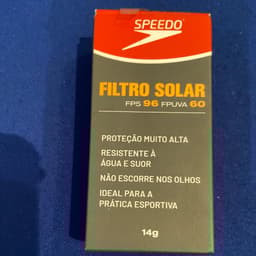 SPEEDO
FILTRO SOLAR
FPS 96 FPUVA 60
PROTEÇÃO MUITO ALTA
RESISTENTE À
ÁGUA E SUOR
NÃO ESCORRE NOS OLHOS
IDEAL PARA A
PRÁTICA ESPORTIVA
14g